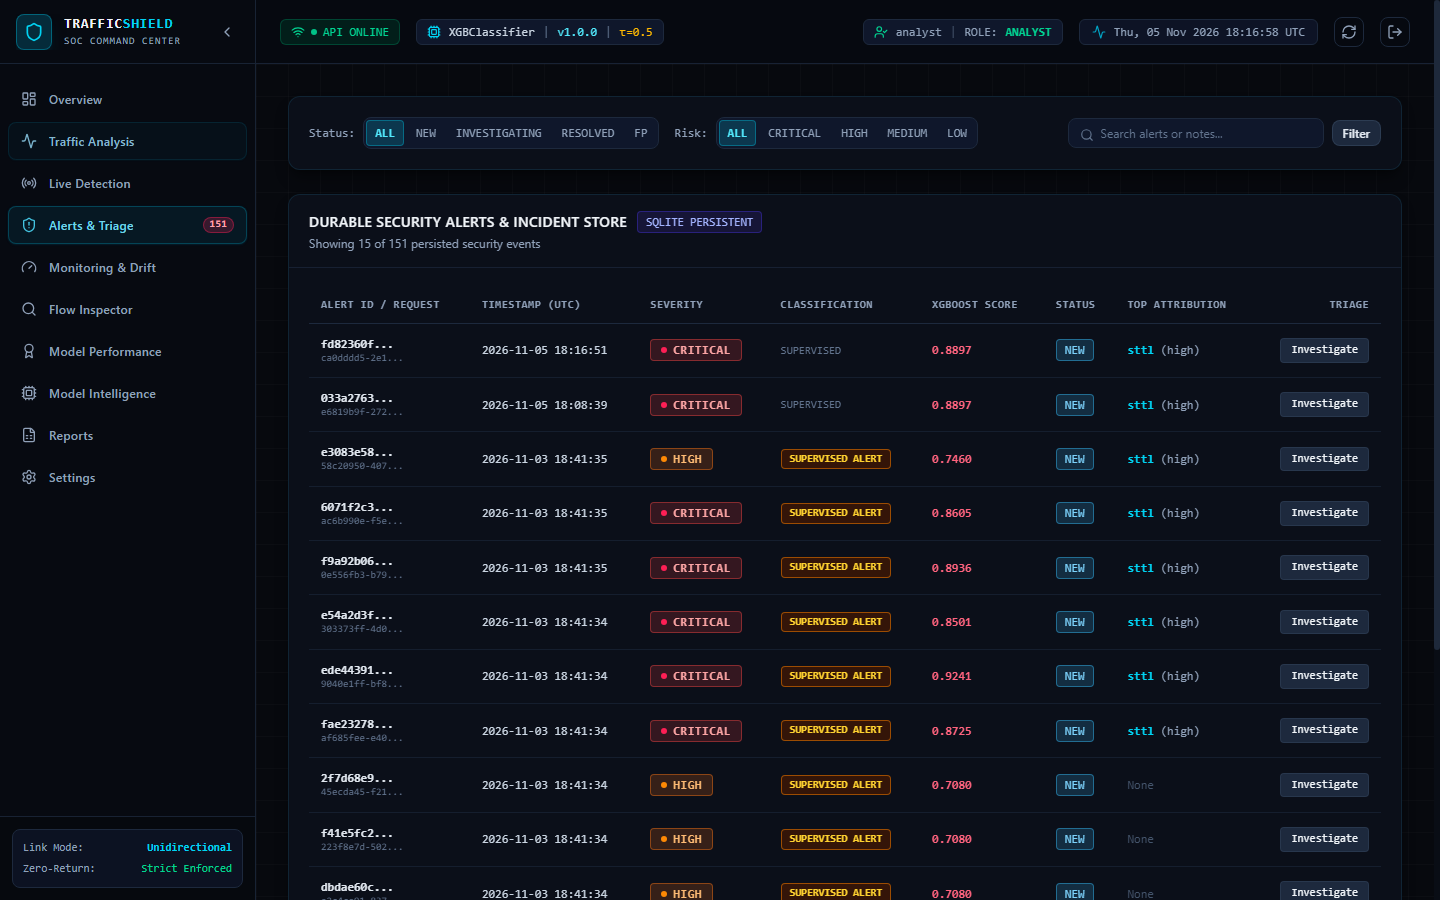 TRAFFICSHIELD
SOC COMMAND CENTER
API ONLINE
XGBClassifier | v1.0.0 | τ=0.5
analyst | ROLE: ANALYST
Thu, 05 Nov 2026 18:16:58 UTC
Overview
Traffic Analysis
Live Detection
Alerts & Triage 151
Monitoring & Drift
Flow Inspector
Model Performance
Model Intelligence
Reports
Settings
Link Mode: Unidirectional
Zero-Return: Strict Enforced
Status: ALL NEW INVESTIGATING RESOLVED FP Risk: ALL CRITICAL HIGH MEDIUM LOW
Search alerts or notes...
Filter
DURABLE SECURITY ALERTS & INCIDENT STORE SQLITE PERSISTENT
Showing 15 of 151 persisted security events
ALERT ID / REQUEST TIMESTAMP (UTC) SEVERITY CLASSIFICATION XGBOOST SCORE STATUS TOP ATTRIBUTION TRIAGE
fd82360f... 2026-11-05 18:16:51 CRITICAL SUPERVISED 0.8897 NEW sttl (high) Investigate
ca0dddd5-2e1...
033a2763... 2026-11-05 18:08:39 CRITICAL SUPERVISED 0.8897 NEW sttl (high) Investigate
e6819b9f-272...
e3083e58... 2026-11-03 18:41:35 HIGH SUPERVISED ALERT 0.7460 NEW sttl (high) Investigate
58c20950-407...
6071f2c3... 2026-11-03 18:41:35 CRITICAL SUPERVISED ALERT 0.8605 NEW sttl (high) Investigate
ac6b990e-f5e...
f9a92b06... 2026-11-03 18:41:35 CRITICAL SUPERVISED ALERT 0.8936 NEW sttl (high) Investigate
0e556fb3-b79...
e54a2d3f... 2026-11-03 18:41:34 CRITICAL SUPERVISED ALERT 0.8501 NEW sttl (high) Investigate
303373ff-4d0...
ede44391... 2026-11-03 18:41:34 CRITICAL SUPERVISED ALERT 0.9241 NEW sttl (high) Investigate
9040e1ff-bf8...
fae23278... 2026-11-03 18:41:34 CRITICAL SUPERVISED ALERT 0.8725 NEW sttl (high) Investigate
af685fee-e40...
2f7d68e9... 2026-11-03 18:41:34 HIGH SUPERVISED ALERT 0.7080 NEW None Investigate
45ecda45-f21...
f41e5fc2... 2026-11-03 18:41:34 HIGH SUPERVISED ALERT 0.7080 NEW None Investigate
223f8e7d-502...
dbdae60c... 2026-11-03 18:41:34 HIGH SUPERVISED ALERT 0.7080 NEW None Investigate